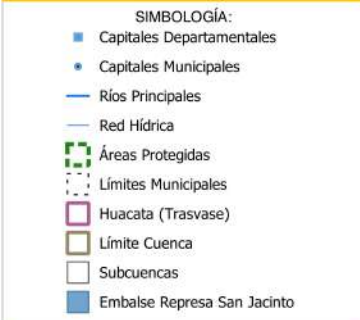 SIMBOLOGÍA:
Capitales Departamentales
Capitales Municipales
Ríos Principales
Red Hídrica
Áreas Protegidas
Límites Municipales
Huacata (Trasvase)
Límite Cuenca
Subcuencas
Embalse Represa San Jacinto